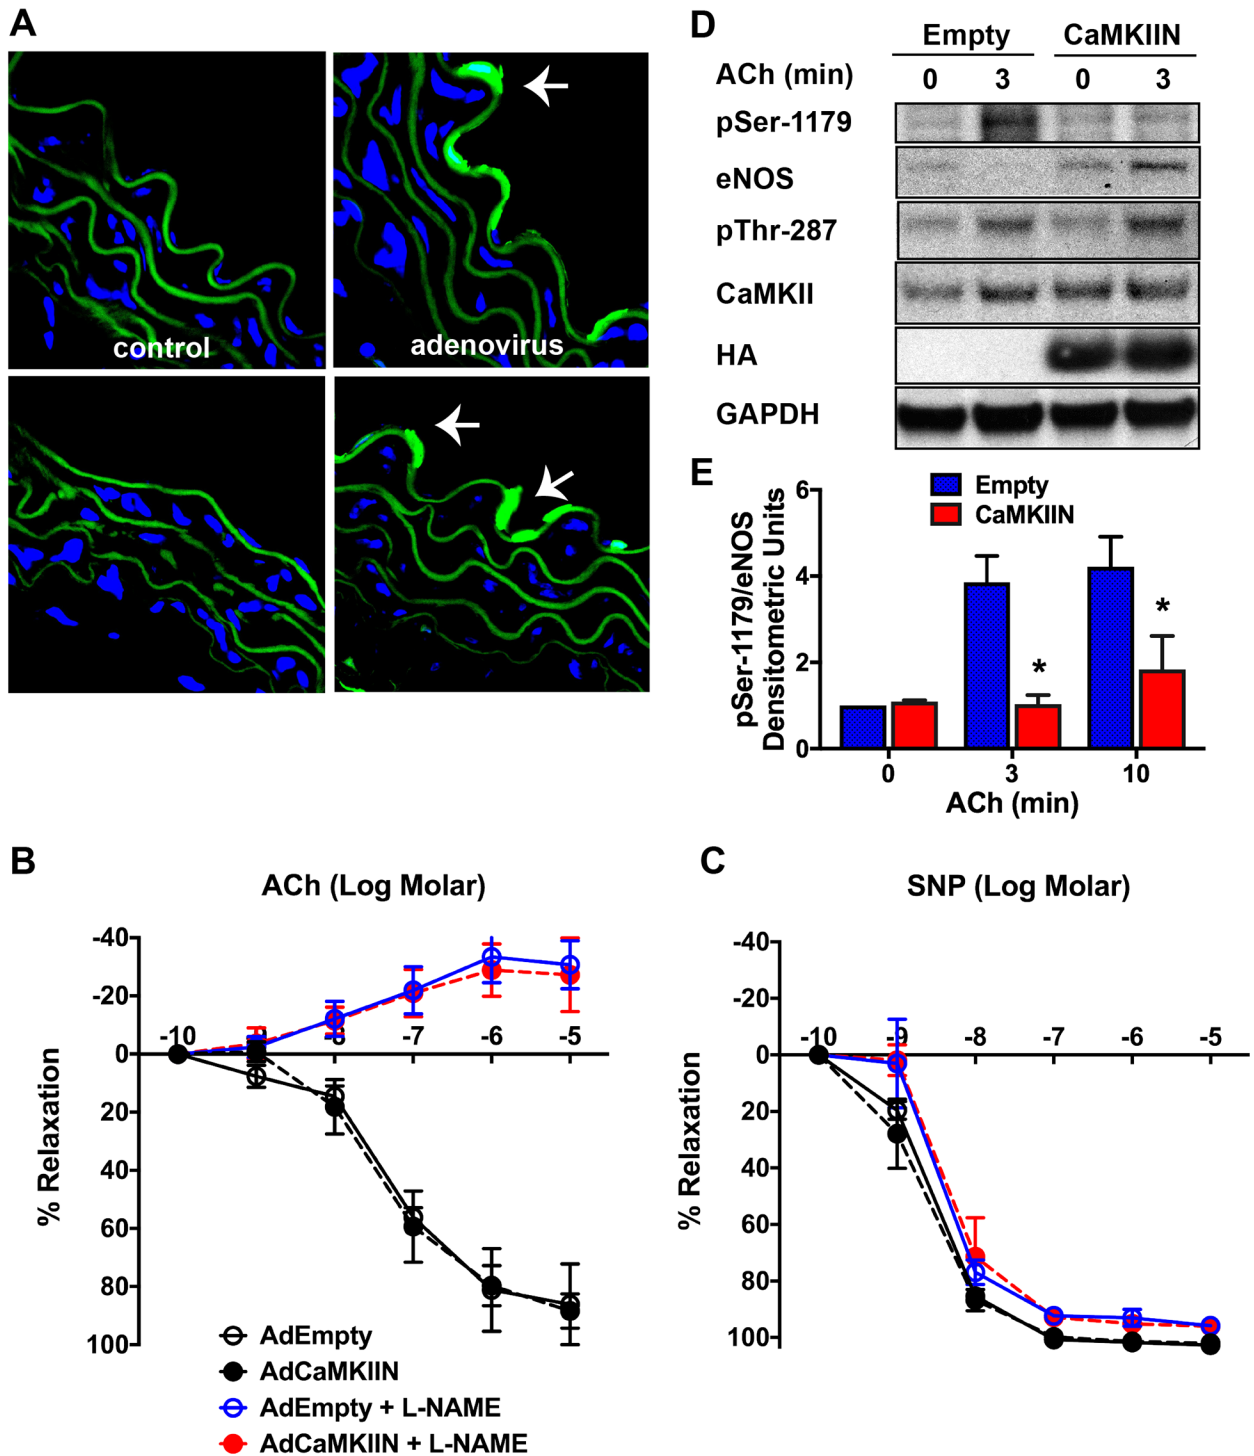 A
control
adenovirus
D
Empty CaMKIIN
ACh (min) 0 3 0 3
pSer-1179
eNOS
pThr-287
CaMKII
HA
GAPDH
E
Empty
CaMKIIN
pSer-1179/eNOS
Densitometric Units
6
4
2
0
* *
0 3 10
ACh (min)
B
ACh (Log Molar)
% Relaxation
-40
-20
0
20
40
60
80
100
-10 -9 -8 -7 -6 -5
AdEmpty
AdCaMKIIN
AdEmpty + L-NAME
AdCaMKIIN + L-NAME
C
SNP (Log Molar)
% Relaxation
-40
-20
0
20
40
60
80
100
-10 -9 -8 -7 -6 -5